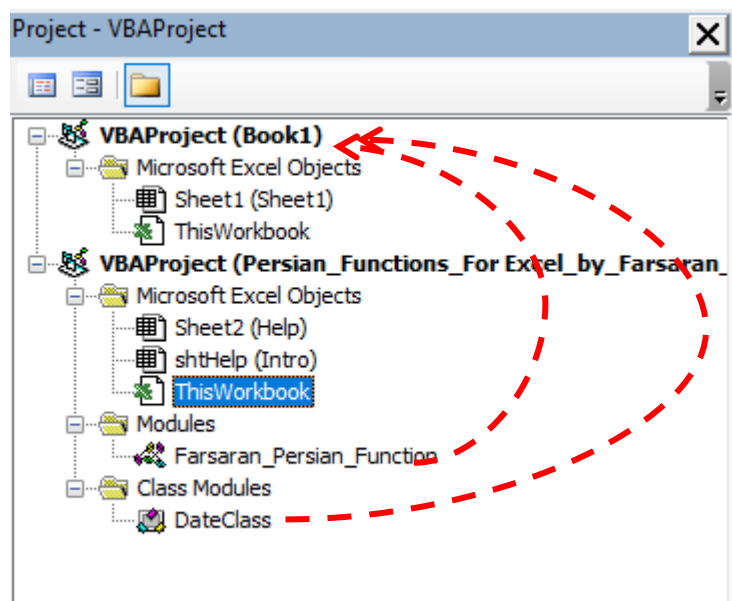 Project - VBAProject
VBAProject (Book1)
Microsoft Excel Objects
Sheet1 (Sheet1)
ThisWorkbook
VBAProject (Persian_Functions_For Excel_by_Farsaran_
Microsoft Excel Objects
Sheet2 (Help)
shtHelp (Intro)
ThisWorkbook
Modules
Farsaran_Persian_Function
Class Modules
DateClass